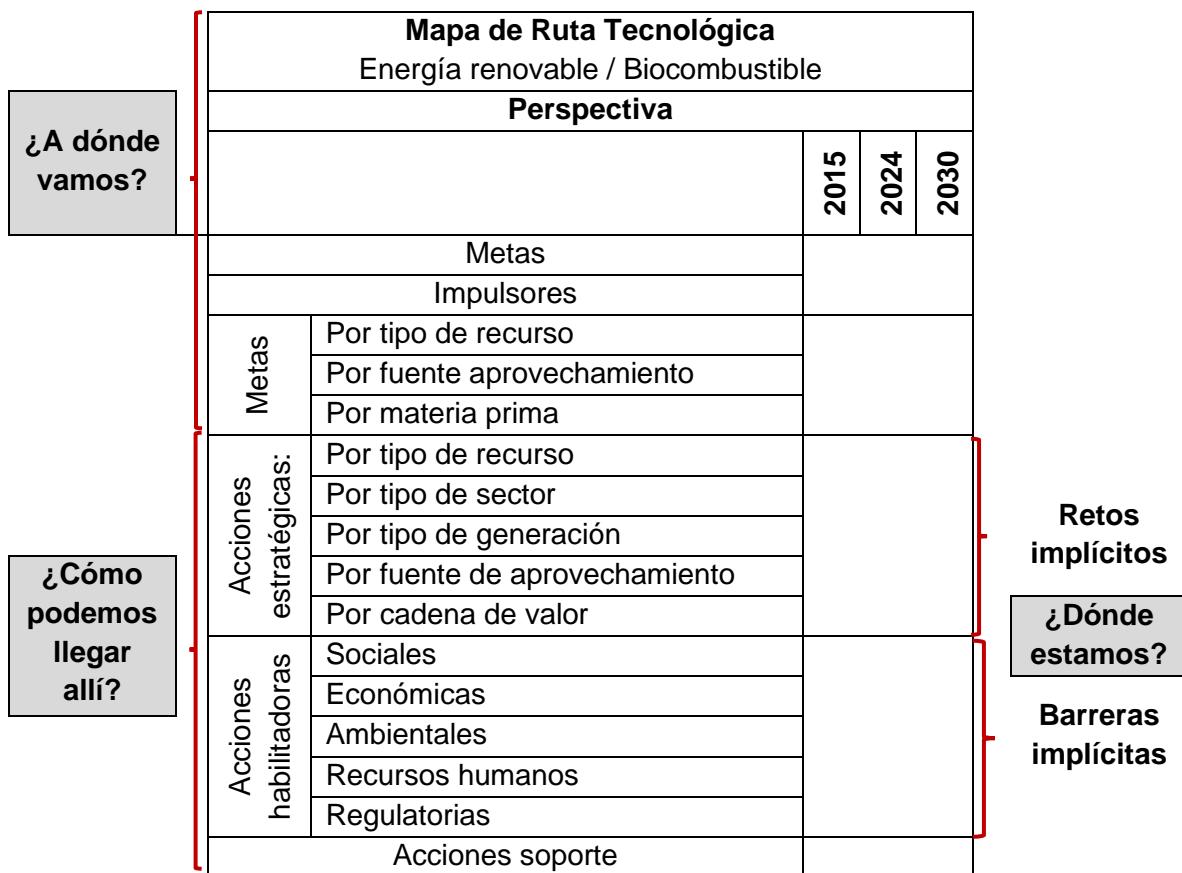 Mapa de Ruta Tecnológica
Energía renovable / Biocombustible
Perspectiva
¿A dónde
vamos?
2015
2024
2030
Metas
Impulsores
Metas
Por tipo de recurso
Por fuente aprovechamiento
Por materia prima
Acciones
estratégicas:
Por tipo de recurso
Por tipo de sector
Por tipo de generación
Por fuente de aprovechamiento
Por cadena de valor
Retos
implícitos
¿Cómo
podemos
llegar
allí?
¿Dónde
estamos?
Acciones
habilitadoras
Sociales
Económicas
Ambientales
Recursos humanos
Regulatorias
Barreras
implícitas
Acciones soporte